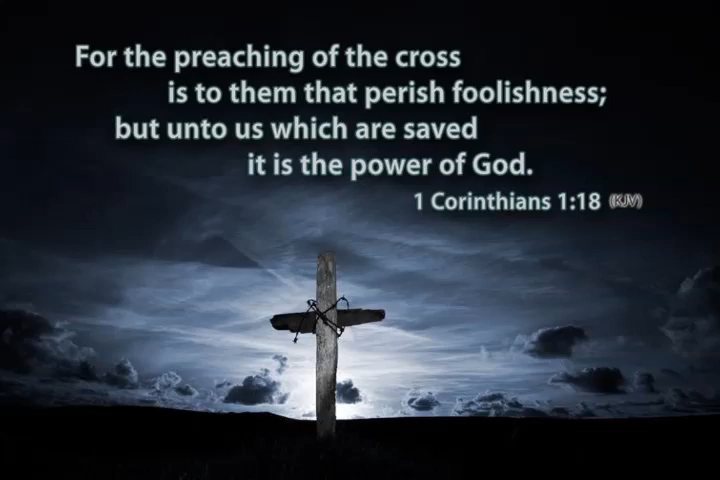 For the preaching of the cross
is to them that perish foolishness;
but unto us which are saved
it is the power of God.
1 Corinthians 1:18 (KJV)